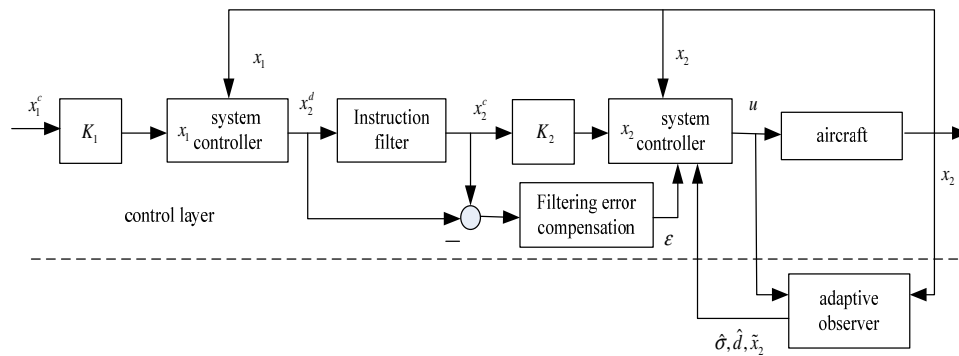 x₁
x₂
x₁ᶜ
K₁
x₁ system
controller
x₂ᵈ
Instruction
filter
x₂ᶜ
K₂
x₂ system
controller
u
aircraft
x₂
control layer
−
Filtering error
compensation
ε
adaptive
observer
σ̂, d̂, x̃₂